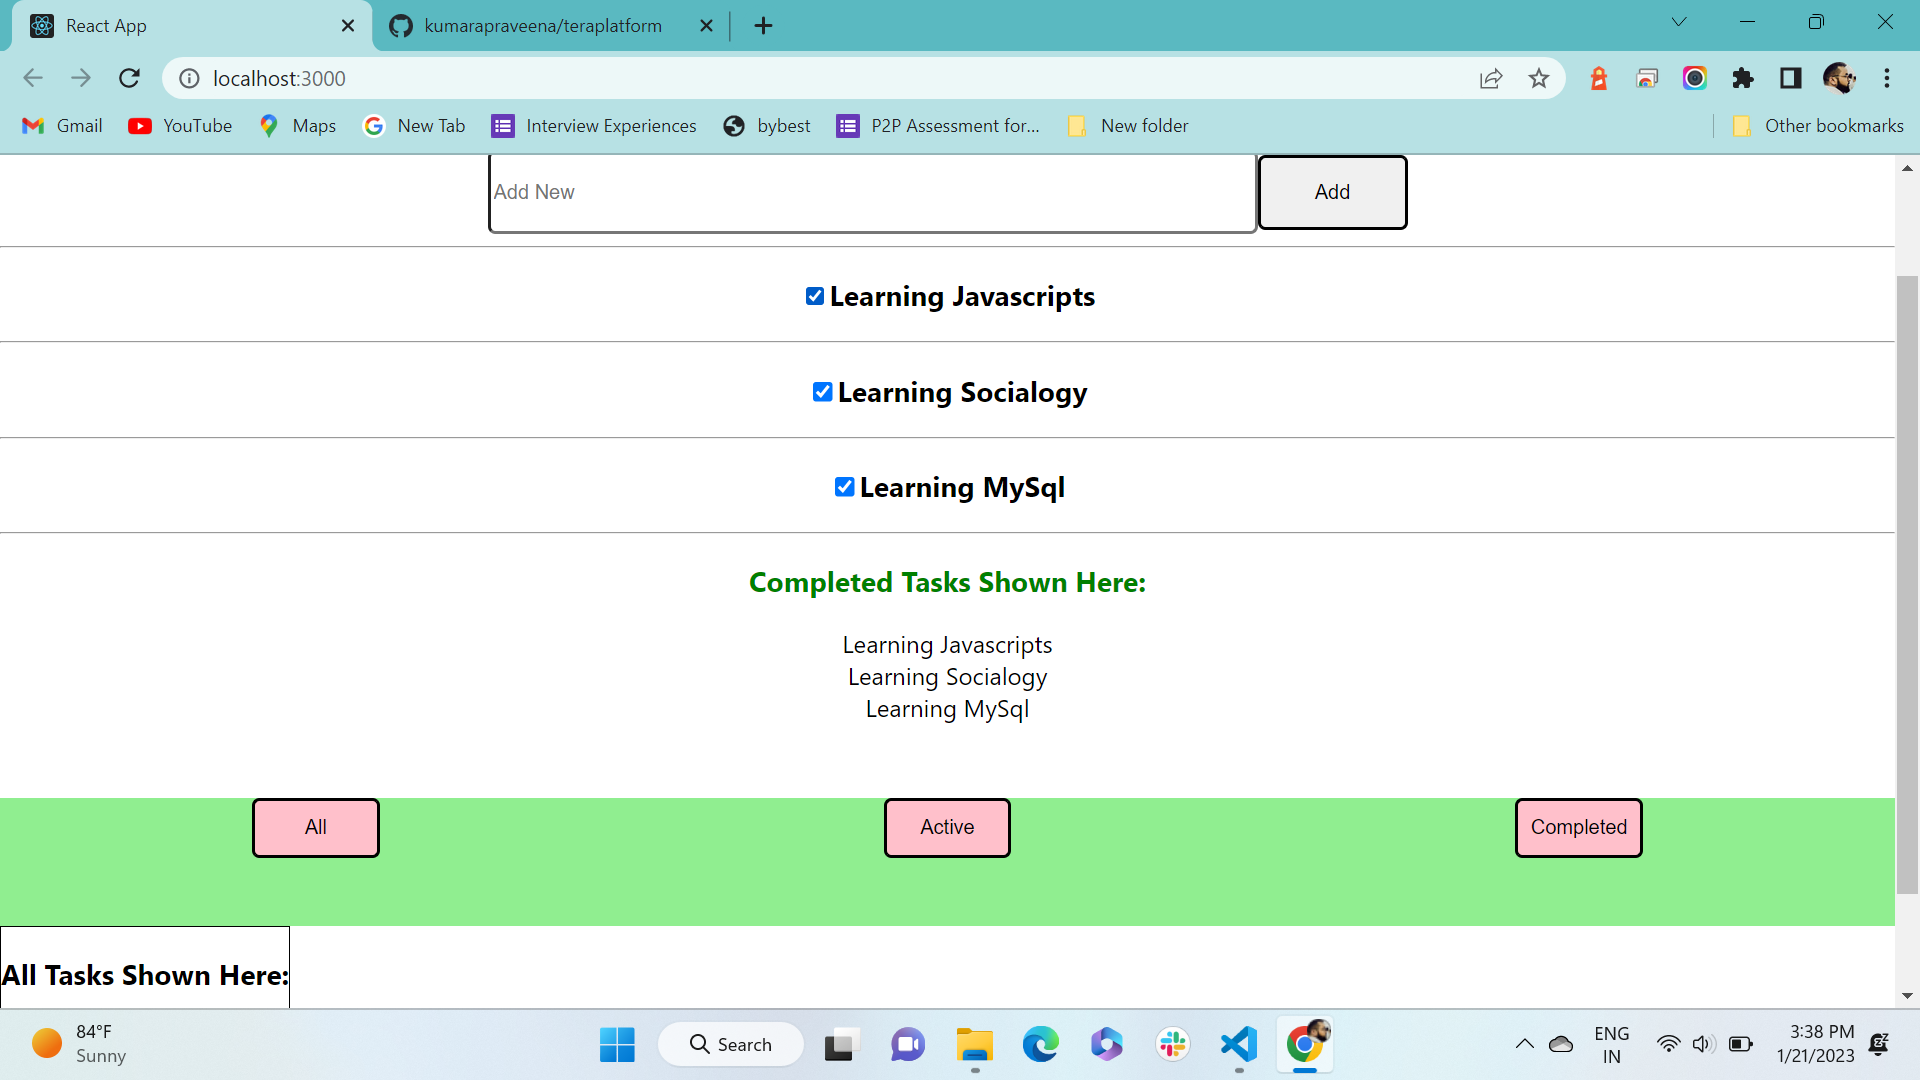 React App
kumarapraveena/teraplatform
localhost:3000
Gmail
YouTube
Maps
New Tab
Interview Experiences
bybest
P2P Assessment for...
New folder
Other bookmarks
Add New
Add
Learning Javascripts
Learning Socialogy
Learning MySql
Completed Tasks Shown Here:
Learning Javascripts
Learning Socialogy
Learning MySql
All
Active
Completed
All Tasks Shown Here:
84°F
Sunny
Search
ENG
IN
3:38 PM
1/21/2023